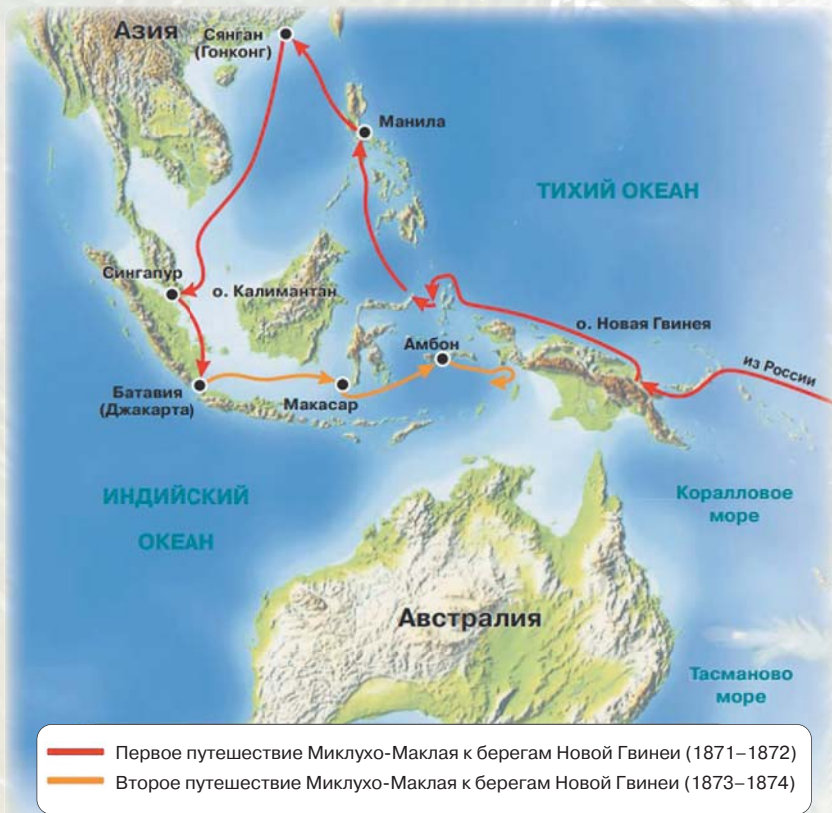 Азия
Сянган
(Гонконг)
Манила
ТИХИЙ ОКЕАН
Сингапур
о. Калимантан
о. Новая Гвинея
Амбон
из России
Батавия
(Джакарта)
Макасар
ИНДИЙСКИЙ
ОКЕАН
Коралловое
море
Австралия
Тасманово
море
Первое путешествие Миклухо-Маклая к берегам Новой Гвинеи (1871–1872)
Второе путешествие Миклухо-Маклая к берегам Новой Гвинеи (1873–1874)